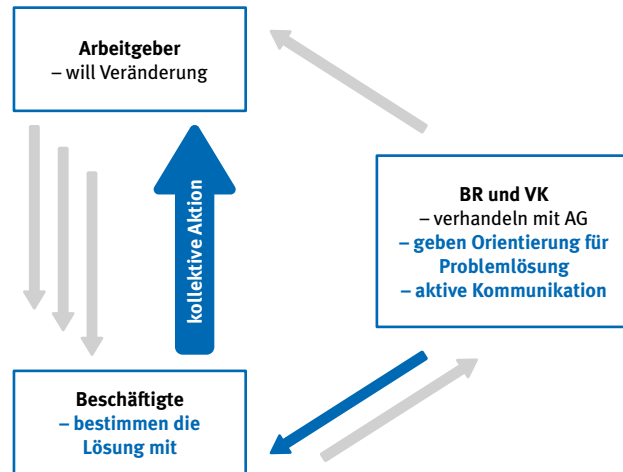 Arbeitgeber
– will Veränderung
kollektive Aktion
BR und VK
– verhandeln mit AG
– geben Orientierung für
Problemlösung
– aktive Kommunikation
Beschäftigte
– bestimmen die
Lösung mit